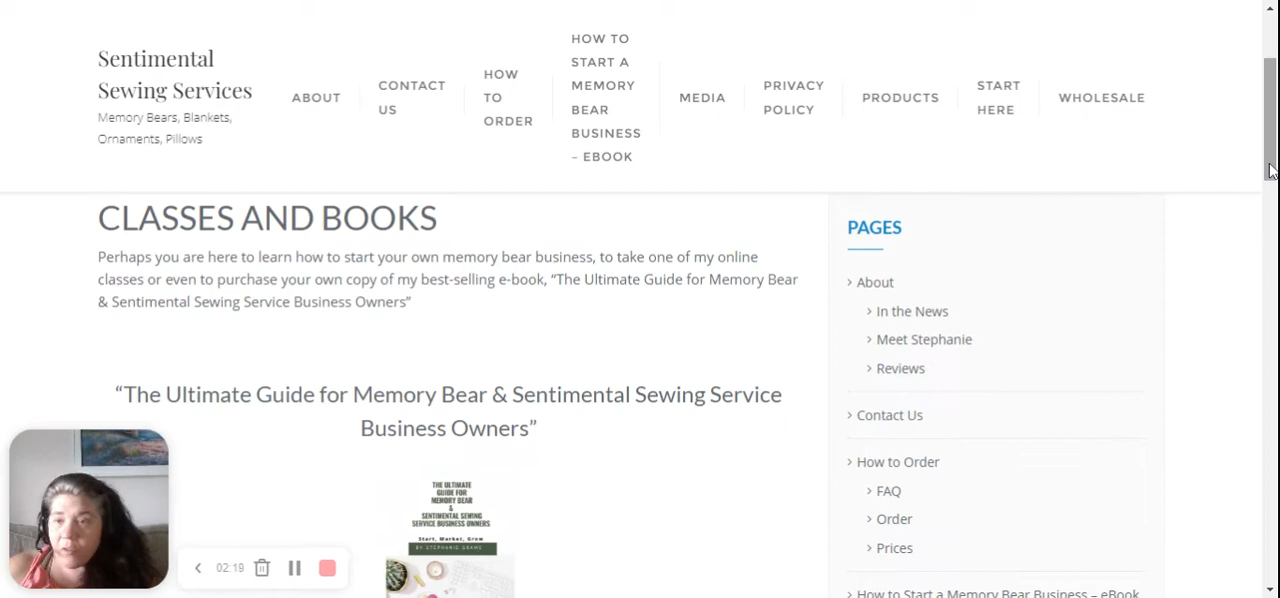 Sentimental
Sewing Services
Memory Bears, Blankets,
Ornaments, Pillows
ABOUT
CONTACT
US
HOW
TO
ORDER
HOW TO
START A
MEMORY
BEAR
BUSINESS
– EBOOK
MEDIA
PRIVACY
POLICY
PRODUCTS
START
HERE
WHOLESALE
CLASSES AND BOOKS
Perhaps you are here to learn how to start your own memory bear business, to take one of my online
classes or even to purchase your own copy of my best-selling e-book, “The Ultimate Guide for Memory Bear
& Sentimental Sewing Service Business Owners”
“The Ultimate Guide for Memory Bear & Sentimental Sewing Service
Business Owners”
THE ULTIMATE
GUIDE FOR
MEMORY BEAR
&
SENTIMENTAL SEWING
SERVICE BUSINESS OWNERS
Start, Market, Grow
BY STEPHANIE GRAMS
PAGES
About
In the News
Meet Stephanie
Reviews
Contact Us
How to Order
FAQ
Order
Prices
How to Start a Memory Bear Business – eBook
02:19